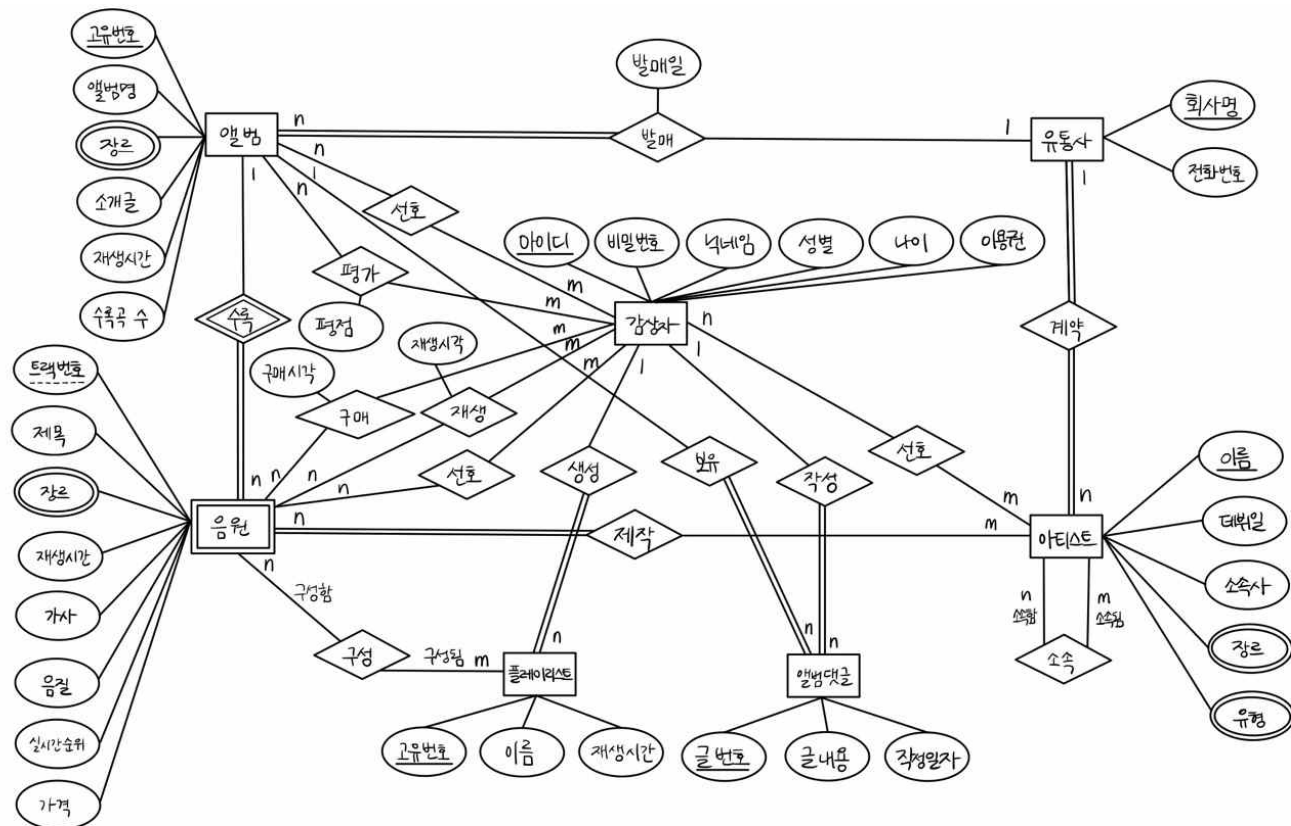 고유번호
앨범명
장르
소개글
재생시간
수록곡 수
앨범
n
n
1
n
1
발매일
발매
1
유통사
1
회사명
전화번호
선호
평가
평점
m
m
m
m
m
아이디
비밀번호
닉네임
성별
나이
이용권
감상자
n
1
1
계약
수록
구매시각
재생시각
구매
재생
선호
n
n
n
생성
보유
작성
선호
트랙번호
제목
장르
재생시간
가사
음질
실시간순위
가격
n
음원
n
n
제작
m
m
n
아티스트
이름
데뷔일
소속사
장르
유형
n
소속함
m
소속됨
소속
구성함
구성
구성됨
m
n
플레이리스트
고유번호
이름
재생시간
n
n
앨범댓글
글 번호
글내용
작성일자